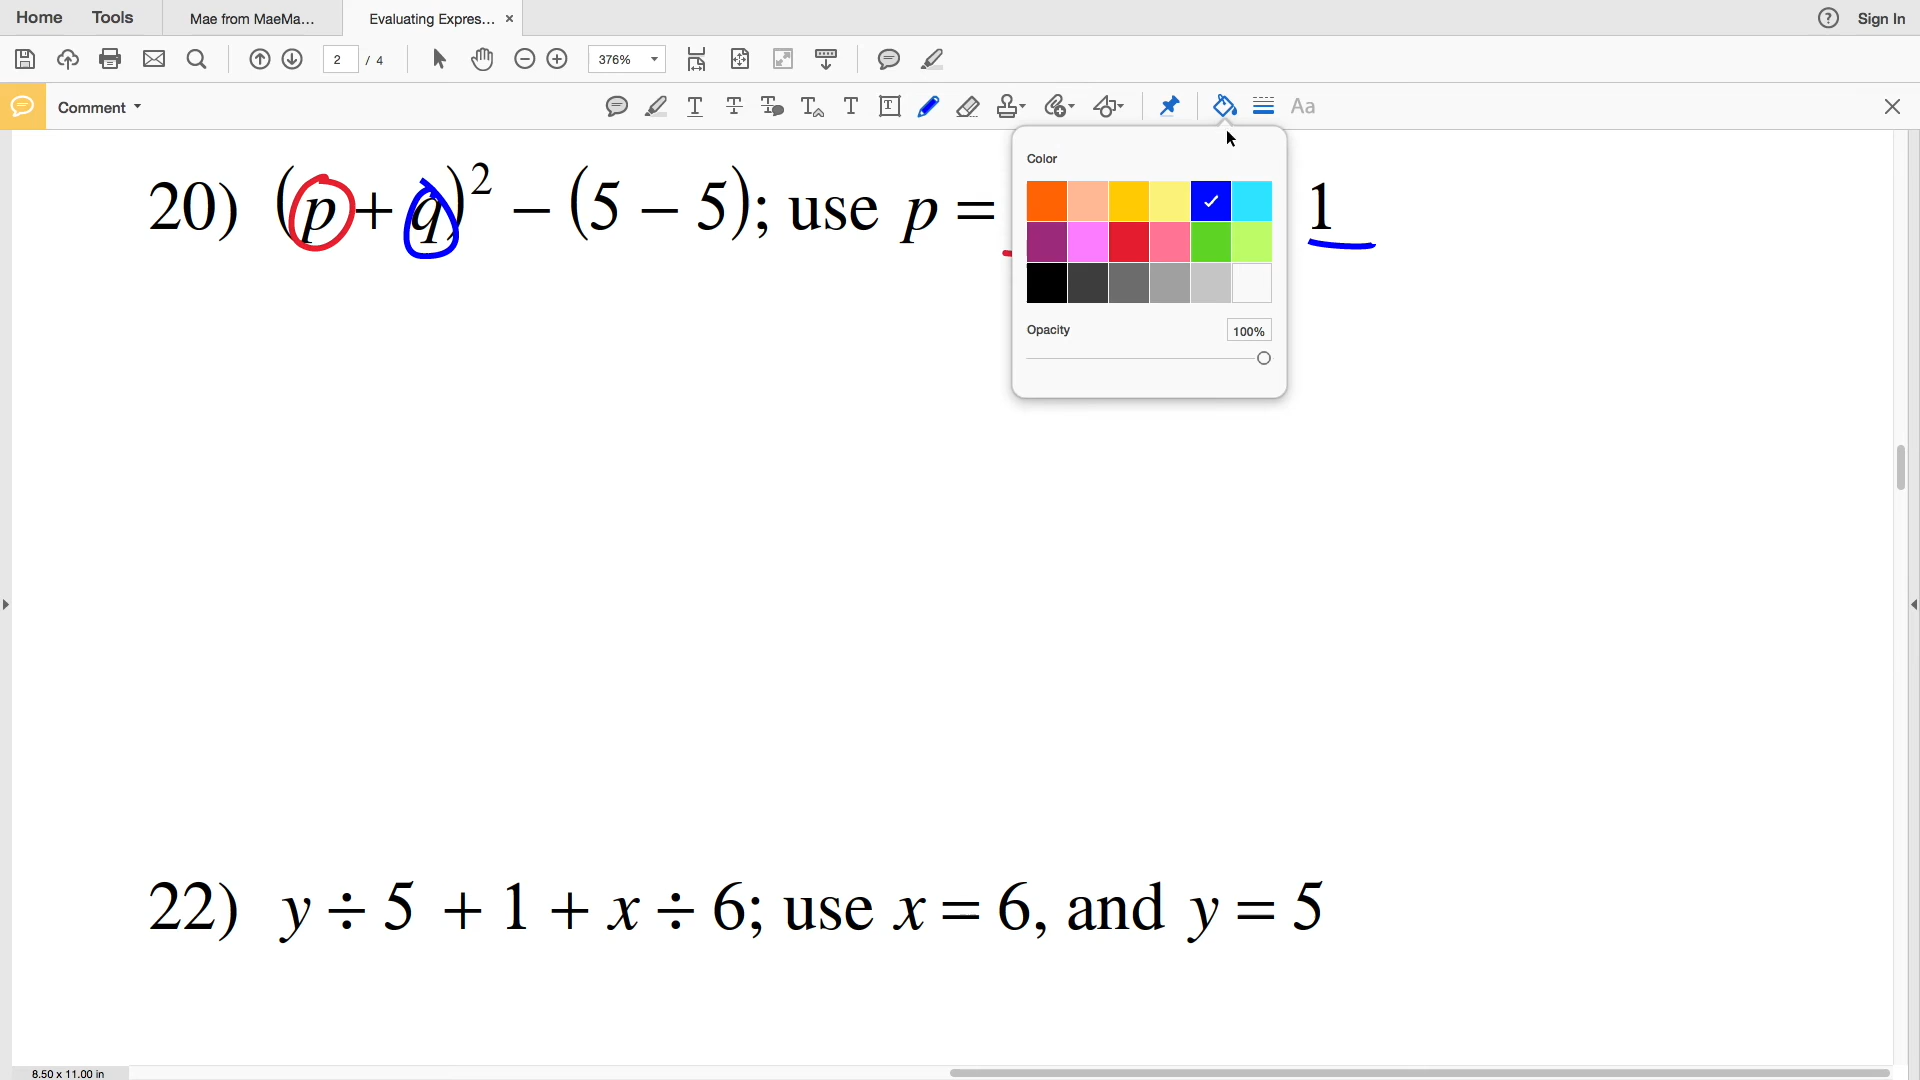 Home Tools Mae from MaeMa... Evaluating Expres... × ? Sign In
2 / 4 376%
Comment T T T T T T Aa
20) (p + q)² − (5 − 5); use p = 1
Color
Opacity 100%
22) y ÷ 5 + 1 + x ÷ 6; use x = 6, and y = 5
8.50 x 11.00 in